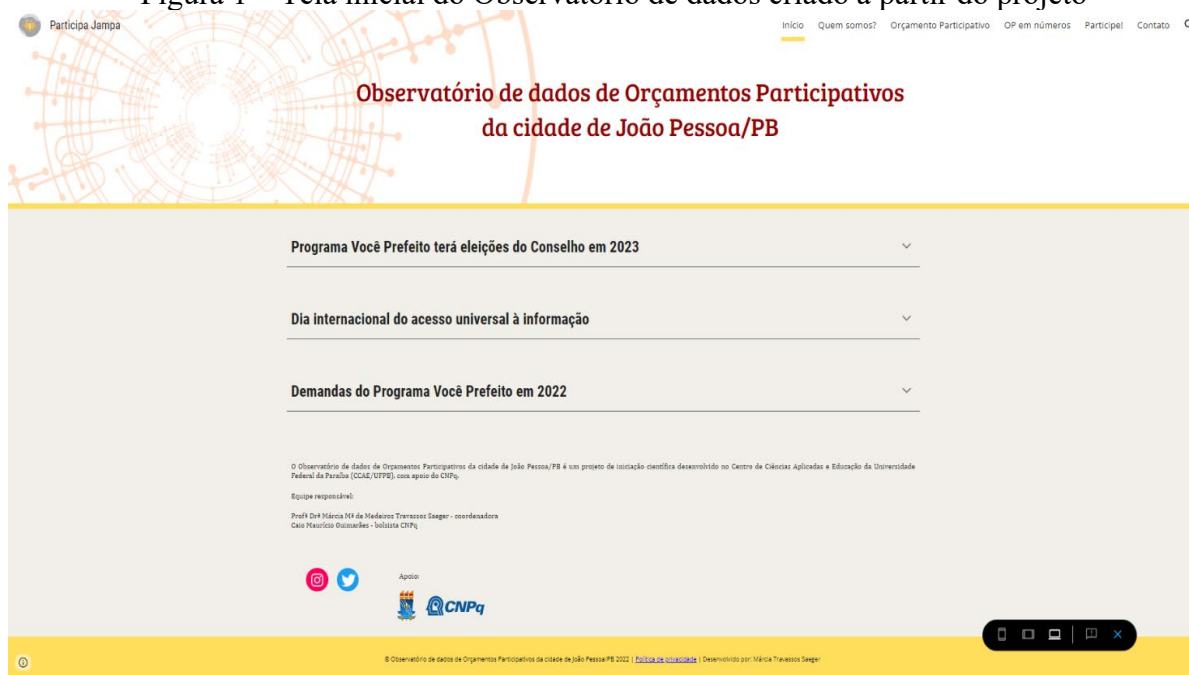 Figura 1 – Tela inicial do Observatório de dados criado a partir do projeto
Participa Jampa
Início Quem somos? Orçamento Participativo OP em números Participe! Contato
Observatório de dados de Orçamentos Participativos
da cidade de João Pessoa/PB
Programa Você Prefeito terá eleições do Conselho em 2023
Dia internacional do acesso universal à informação
Demandas do Programa Você Prefeito em 2022
O Observatório de dados de Orçamentos Participativos da cidade de João Pessoa/PB é um projeto de iniciação científica desenvolvido no Centro de Ciências Aplicadas e Educação da Universidade
Federal da Paraíba (CCAE/UFPB), com apoio do CNPq.
Equipe responsável:
Profª Drª Márcia Mª de Medeiros Travassos Saeger - coordenadora
Caio Maurício Guimarães - bolsista CNPq
Apoio:
CNPq
© Observatório de dados de Orçamentos Participativos da cidade de João Pessoa/PB 2022 | Política de privacidade | Desenvolvido por: Márcia Travassos Saeger